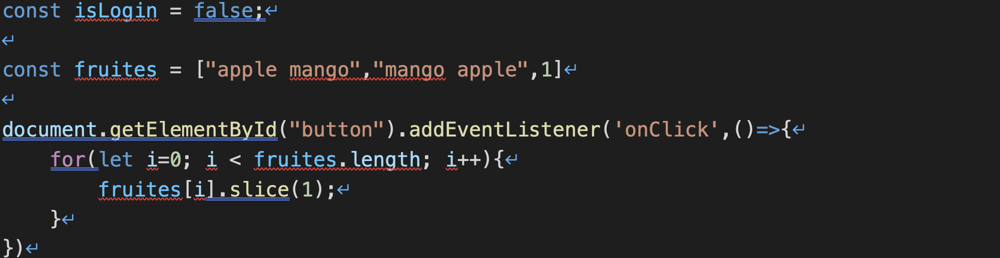 const isLogin = false;↵
↵
const fruites = ["apple mango","mango apple",1]↵
↵
document.getElementById("button").addEventListener('onClick',()=>{↵
    for(let i=0; i < fruites.length; i++){↵
        fruites[i].slice(1);↵
    }↵
})↵